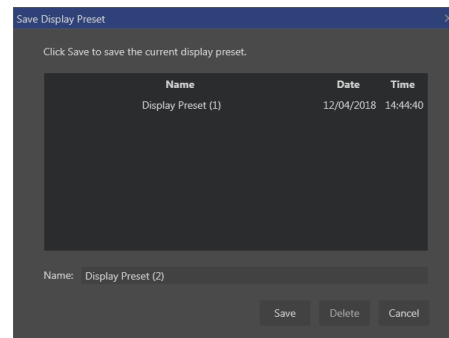 Save Display Preset
Click Save to save the current display preset.
Name Date Time
Display Preset (1) 12/04/2018 14:44:40
Name: Display Preset (2)
Save Delete Cancel